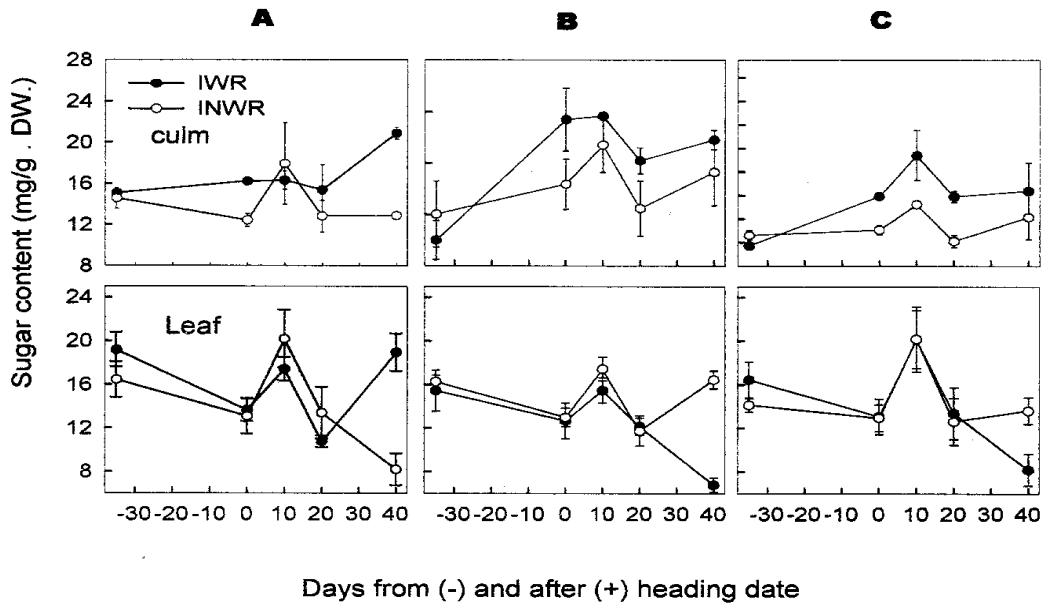 A B C
28
24
20
16
12
8
IWR
INWR
culm
24
20
16
12
8
Leaf
Sugar content (mg/g . DW.)
-30 -20 -10 0 10 20 30 40 -30 -20 -10 0 10 20 30 40 -30 -20 -10 0 10 20 30 40
Days from (-) and after (+) heading date